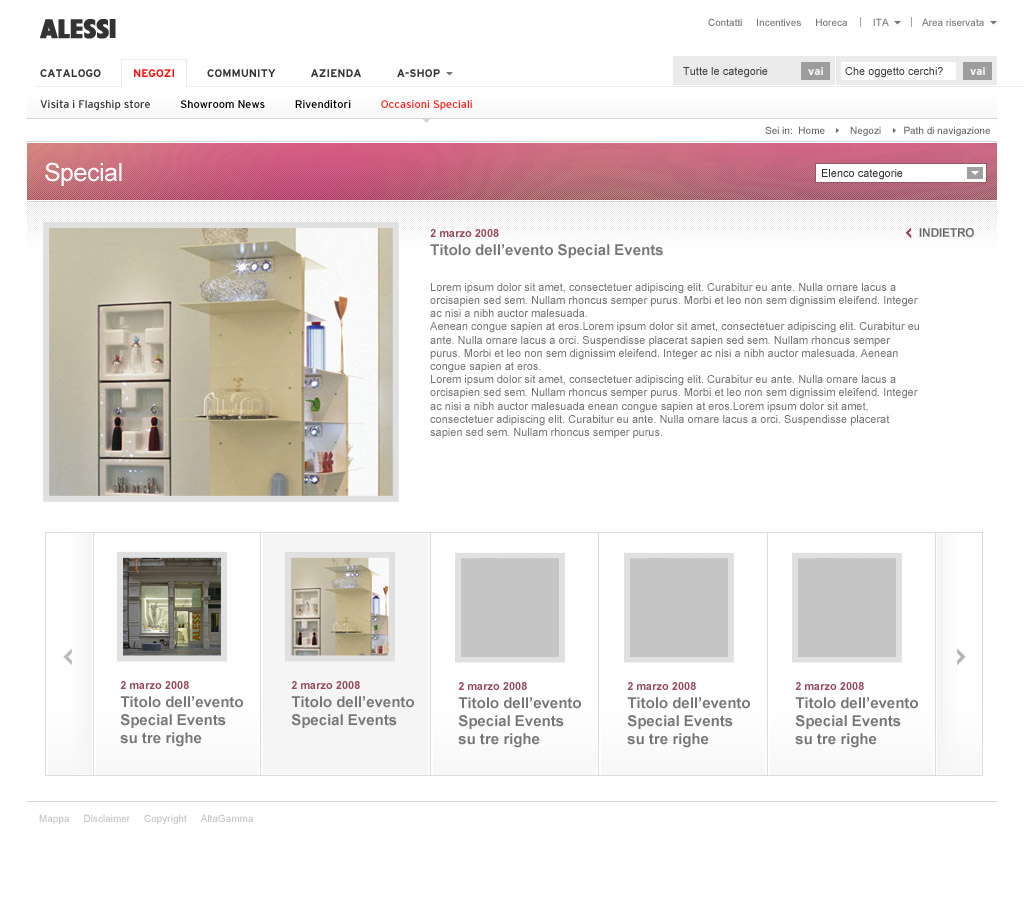 ALESSI
Contatti Incentives Horeca | ITA | Area riservata
CATALOGO NEGOZI COMMUNITY AZIENDA A-SHOP
Tutte le categorie vai Che oggetto cerchi? vai
Visita i Flagship store Showroom News Rivenditori Occasioni Speciali
Sei in: Home Negozi Path di navigazione
Special
Elenco categorie
2 marzo 2008
INDIETRO
Titolo dell'evento Special Events
Lorem ipsum dolor sit amet, consectetuer adipiscing elit. Curabitur eu ante. Nulla ornare lacus a
orcisapien sed sem. Nullam rhoncus semper purus. Morbi et leo non sem dignissim eleifend. Integer
ac nisi a nibh auctor malesuada.
Aenean congue sapien at eros.Lorem ipsum dolor sit amet, consectetuer adipiscing elit. Curabitur eu
ante. Nulla ornare lacus a orci. Suspendisse placerat sapien sed sem. Nullam rhoncus semper
purus. Morbi et leo non sem dignissim eleifend. Integer ac nisi a nibh auctor malesuada. Aenean
congue sapien at eros.
Lorem ipsum dolor sit amet, consectetuer adipiscing elit. Curabitur eu ante. Nulla ornare lacus a
orcisapien sed sem. Nullam rhoncus semper purus. Morbi et leo non sem dignissim eleifend. Integer
ac nisi a nibh auctor malesuada enean congue sapien at eros.Lorem ipsum dolor sit amet,
consectetuer adipiscing elit. Curabitur eu ante. Nulla ornare lacus a orci. Suspendisse placerat
sapien sed sem. Nullam rhoncus semper purus.
ALESSI
2 marzo 2008
Titolo dell'evento
Special Events
su tre righe
2 marzo 2008
Titolo dell'evento
Special Events
2 marzo 2008
Titolo dell'evento
Special Events
su tre righe
2 marzo 2008
Titolo dell'evento
Special Events
su tre righe
2 marzo 2008
Titolo dell'evento
Special Events
su tre righe
Mappa Disclaimer Copyright AltaGamma